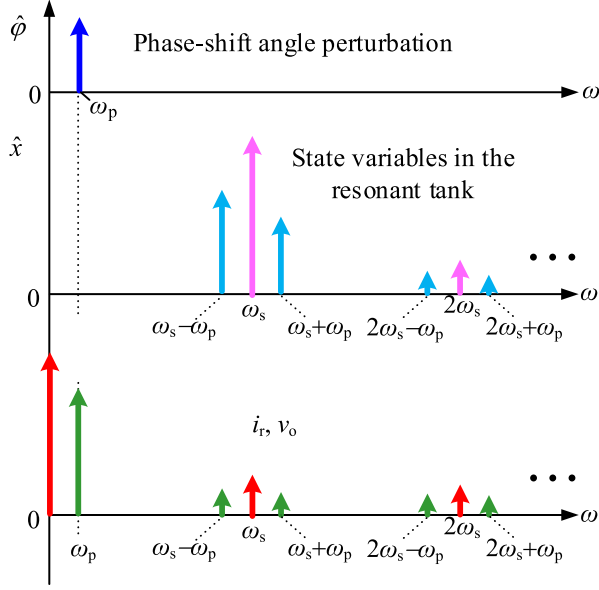 φ̂
Phase-shift angle perturbation
0
ω
ωₚ
x̂
State variables in the
resonant tank
• • •
0
ω
ωₛ−ωₚ
ωₛ
ωₛ+ωₚ
2ωₛ−ωₚ
2ωₛ
2ωₛ+ωₚ
iᵣ, vₒ
• • •
0
ω
ωₚ
ωₛ−ωₚ
ωₛ
ωₛ+ωₚ
2ωₛ−ωₚ
2ωₛ
2ωₛ+ωₚ